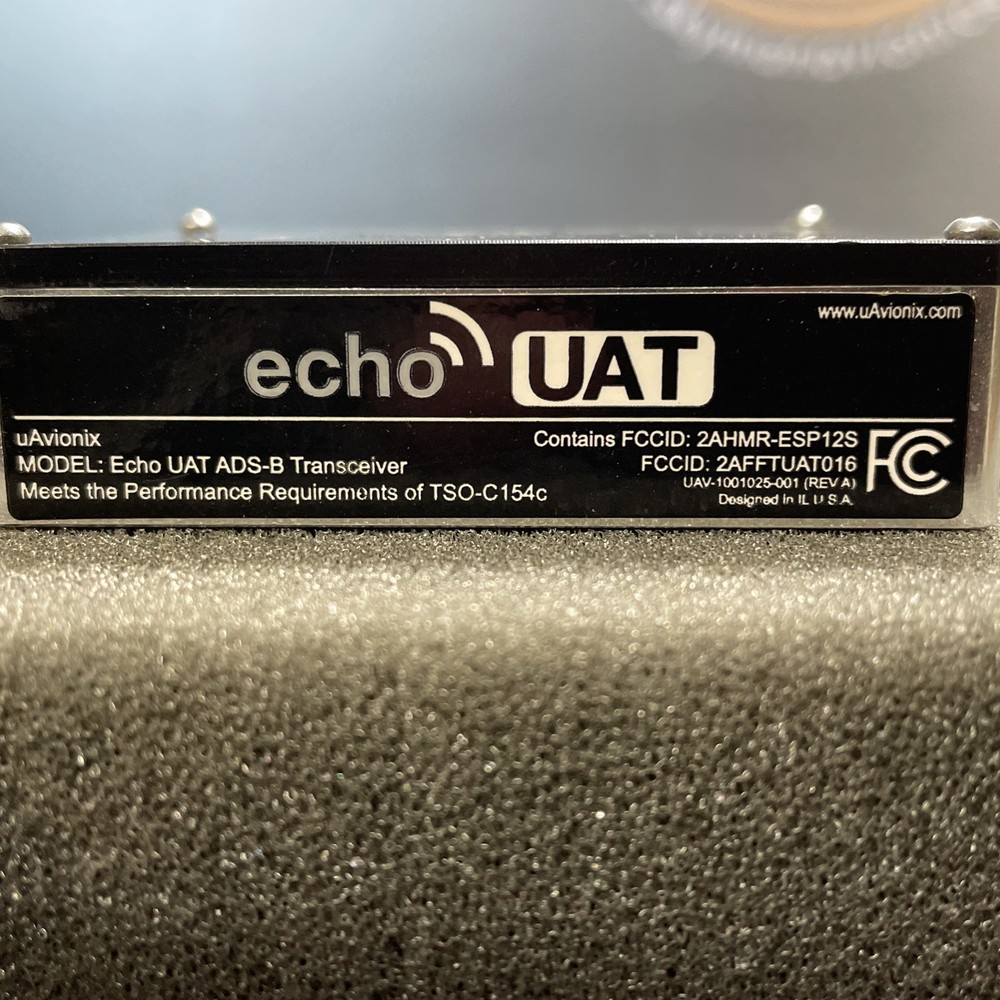 www.uAvionix.com
echo UAT
uAvionix
MODEL: Echo UAT ADS-B Transceiver
Meets the Performance Requirements of TSO-C154c
Contains FCCID: 2AHMR-ESP12S
FCCID: 2AFFTUAT016
UAV-1001025-001 (REV A)
Designed in IL U.S.A.
FC